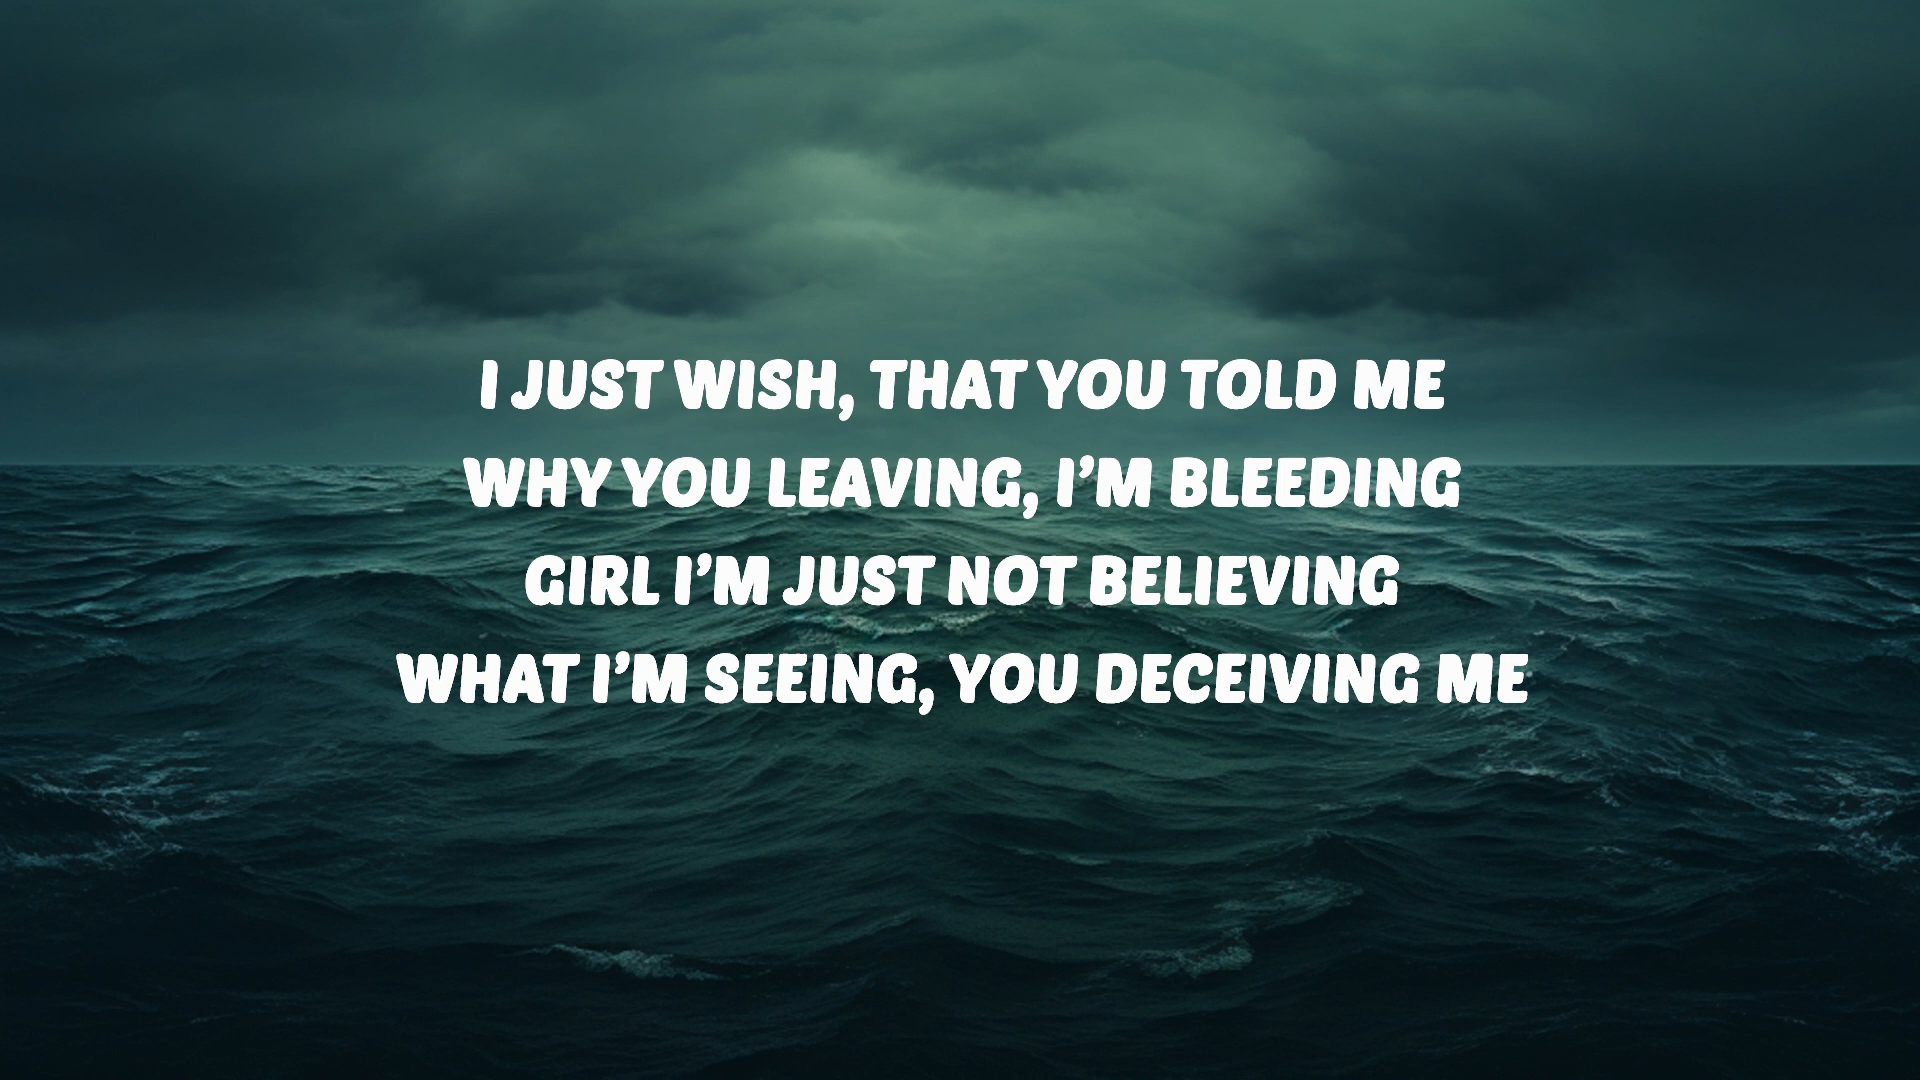 I JUST WISH, THAT YOU TOLD ME
WHY YOU LEAVING, I’M BLEEDING
GIRL I’M JUST NOT BELIEVING
WHAT I’M SEEING, YOU DECEIVING ME